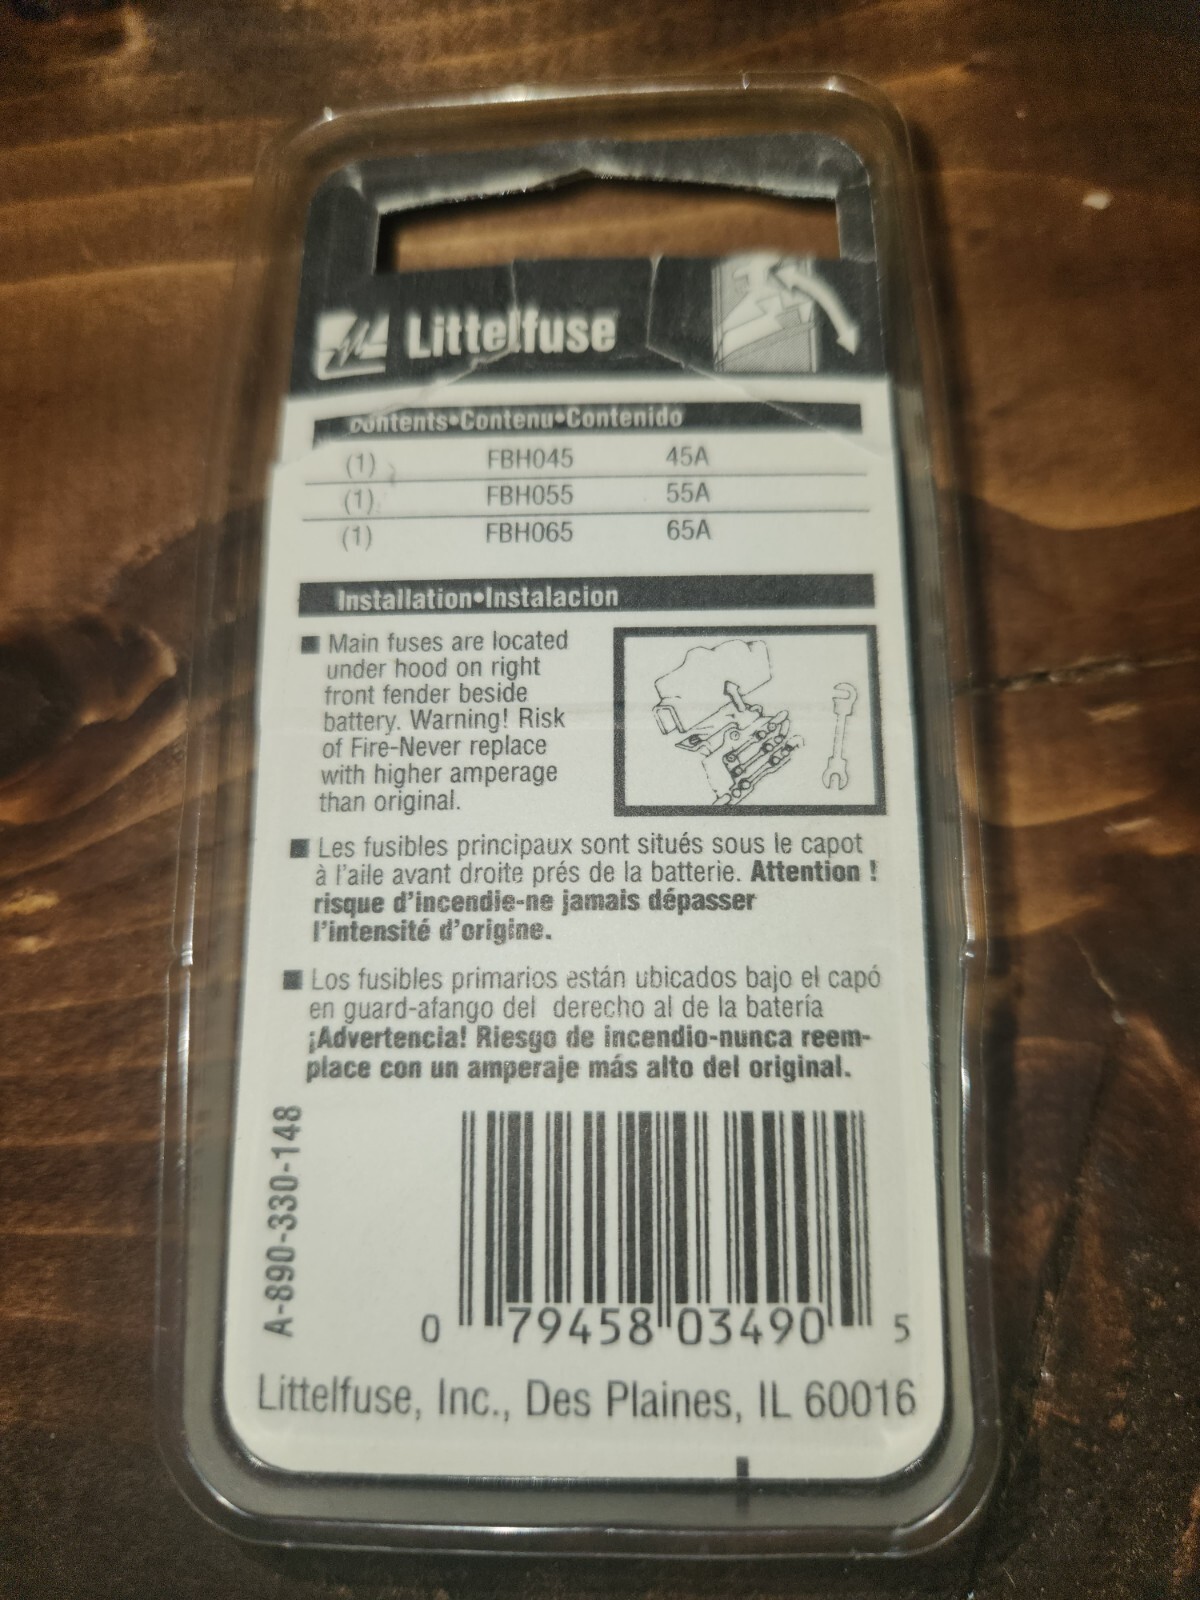 Littelfuse
Contents•Contenu•Contenido
(1) FBH045 45A
(1) FBH055 55A
(1) FBH065 65A
Installation•Instalacion
■ Main fuses are located
under hood on right
front fender beside
battery. Warning! Risk
of Fire-Never replace
with higher amperage
than original.
■ Les fusibles principaux sont situés sous le capot
à l'aile avant droite prés de la batterie. Attention !
risque d'incendie-ne jamais dépasser
l'intensité d'origine.
■ Los fusibles primarios están ubicados bajo el capó
en guard-afango del derecho al de la batería
¡Advertencia! Riesgo de incendio-nunca reem-
place con un amperaje más alto del original.
A-890-330-148
0 79458 03490 5
Littelfuse, Inc., Des Plaines, IL 60016